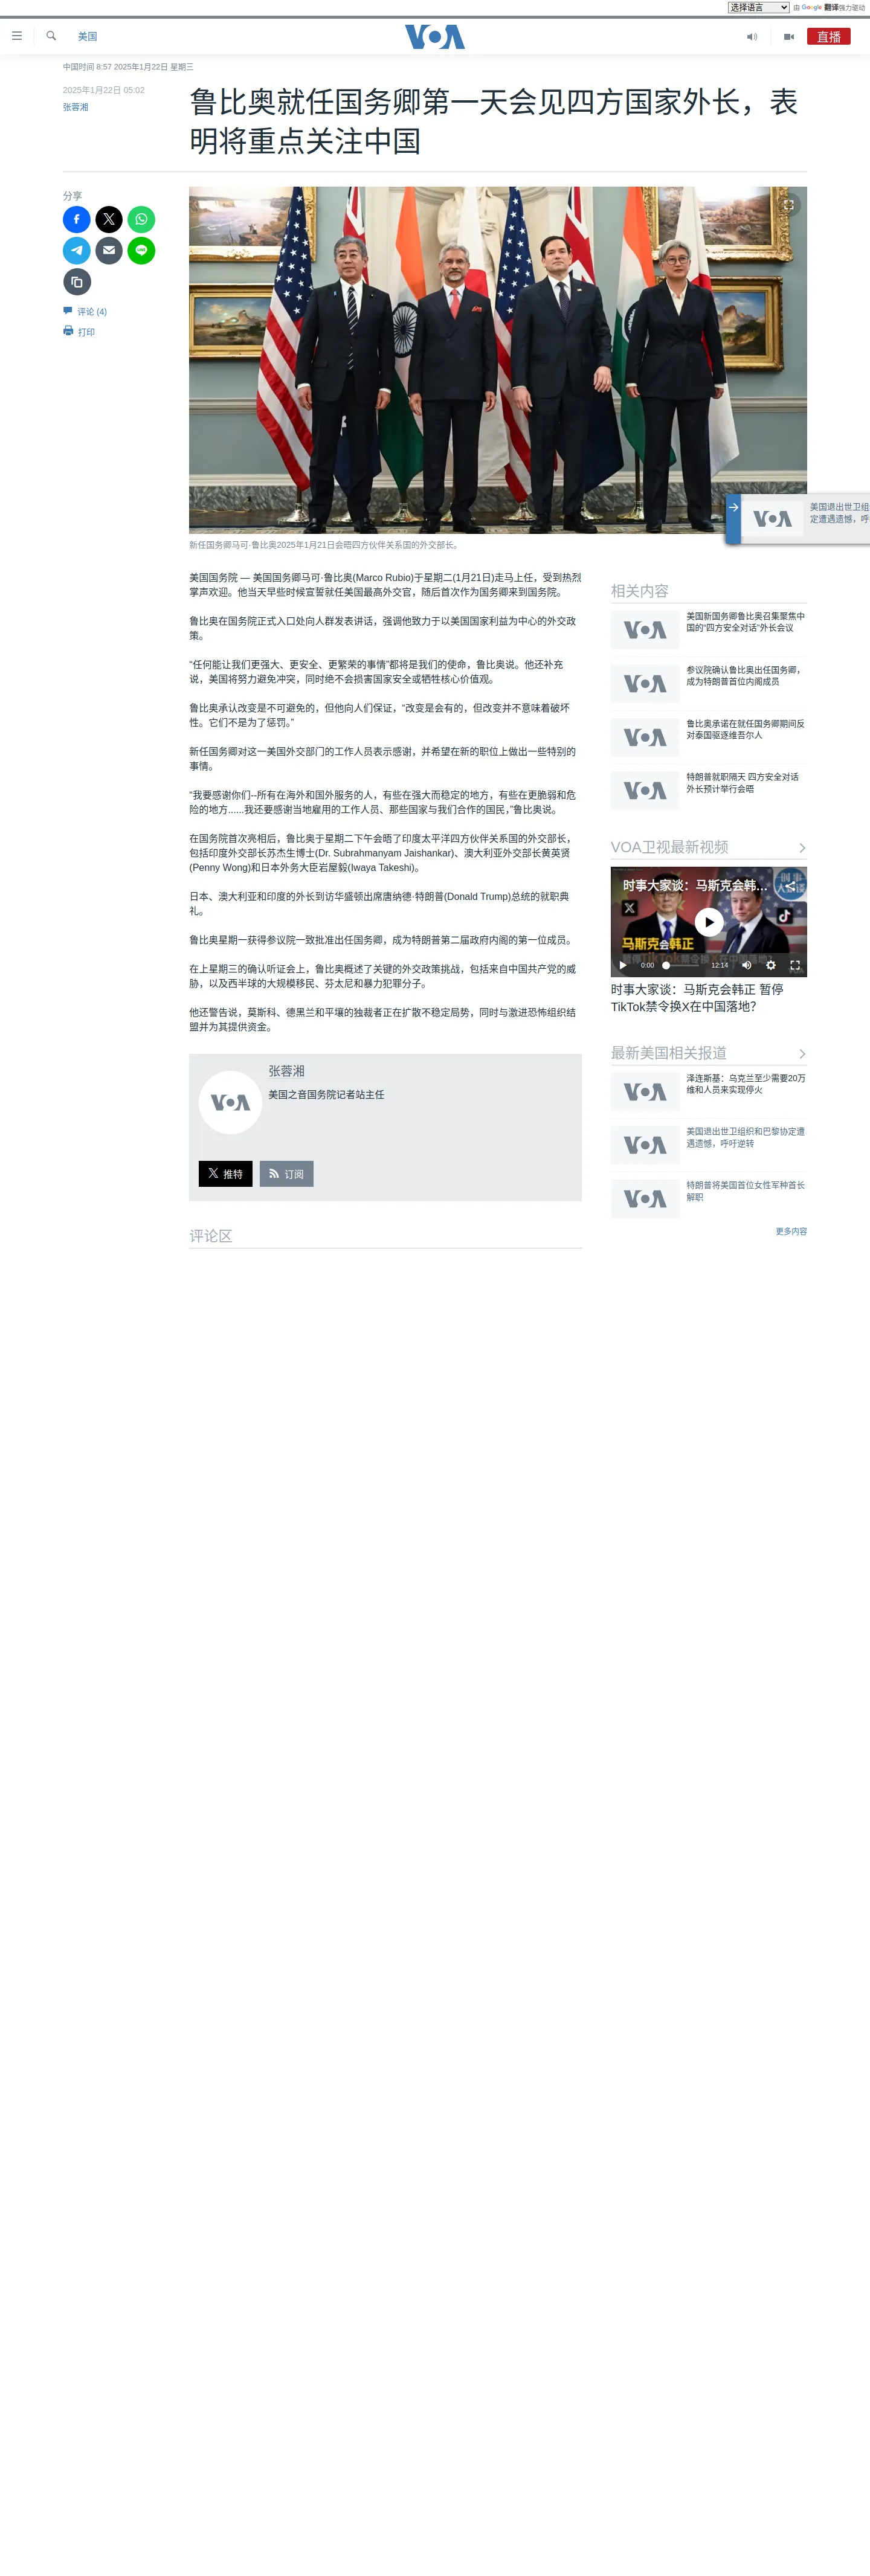 选择语言 由 Google 翻译强力驱动
美国
VOA
直播
中国时间 8:57 2025年1月22日 星期三
2025年1月22日 05:02
张蓉湘
鲁比奥就任国务卿第一天会见四方国家外长，表
明将重点关注中国
分享
评论 (4)
打印
新任国务卿马可·鲁比奥2025年1月21日会晤四方伙伴关系国的外交部长。
VOA
美国退出世卫组
定遭遇遗憾，呼
美国国务院 — 美国国务卿马可·鲁比奥(Marco Rubio)于星期二(1月21日)走马上任，受到热烈
掌声欢迎。他当天早些时候宣誓就任美国最高外交官，随后首次作为国务卿来到国务院。
鲁比奥在国务院正式入口处向人群发表讲话，强调他致力于以美国国家利益为中心的外交政
策。
“任何能让我们更强大、更安全、更繁荣的事情”都将是我们的使命，鲁比奥说。他还补充
说，美国将努力避免冲突，同时绝不会损害国家安全或牺牲核心价值观。
鲁比奥承认改变是不可避免的，但他向人们保证，“改变是会有的，但改变并不意味着破坏
性。它们不是为了惩罚。”
新任国务卿对这一美国外交部门的工作人员表示感谢，并希望在新的职位上做出一些特别的
事情。
“我要感谢你们--所有在海外和国外服务的人，有些在强大而稳定的地方，有些在更脆弱和危
险的地方......我还要感谢当地雇用的工作人员、那些国家与我们合作的国民，”鲁比奥说。
在国务院首次亮相后，鲁比奥于星期二下午会晤了印度太平洋四方伙伴关系国的外交部长，
包括印度外交部长苏杰生博士(Dr. Subrahmanyam Jaishankar)、澳大利亚外交部长黄英贤
(Penny Wong)和日本外务大臣岩屋毅(Iwaya Takeshi)。
日本、澳大利亚和印度的外长到访华盛顿出席唐纳德·特朗普(Donald Trump)总统的就职典
礼。
鲁比奥星期一获得参议院一致批准出任国务卿，成为特朗普第二届政府内阁的第一位成员。
在上星期三的确认听证会上，鲁比奥概述了关键的外交政策挑战，包括来自中国共产党的威
胁，以及西半球的大规模移民、芬太尼和暴力犯罪分子。
他还警告说，莫斯科、德黑兰和平壤的独裁者正在扩散不稳定局势，同时与激进恐怖组织结
盟并为其提供资金。
VOA
张蓉湘
美国之音国务院记者站主任
推特
订阅
评论区
相关内容
VOA
美国新国务卿鲁比奥召集聚焦中
国的“四方安全对话”外长会议
VOA
参议院确认鲁比奥出任国务卿，
成为特朗普首位内阁成员
VOA
鲁比奥承诺在就任国务卿期间反
对泰国驱逐维吾尔人
VOA
特朗普就职隔天 四方安全对话
外长预计举行会晤
VOA卫视最新视频
时事大家谈：马斯克会韩…
时事
大家谈
马斯克会韩正
暂停TikTok禁令换X在中国落地?
0:00
12:14
VOA
时事大家谈：马斯克会韩正 暂停
TikTok禁令换X在中国落地？
最新美国相关报道
VOA
泽连斯基：乌克兰至少需要20万
维和人员来实现停火
VOA
美国退出世卫组织和巴黎协定遭
遇遗憾，呼吁逆转
VOA
特朗普将美国首位女性军种首长
解职
更多内容